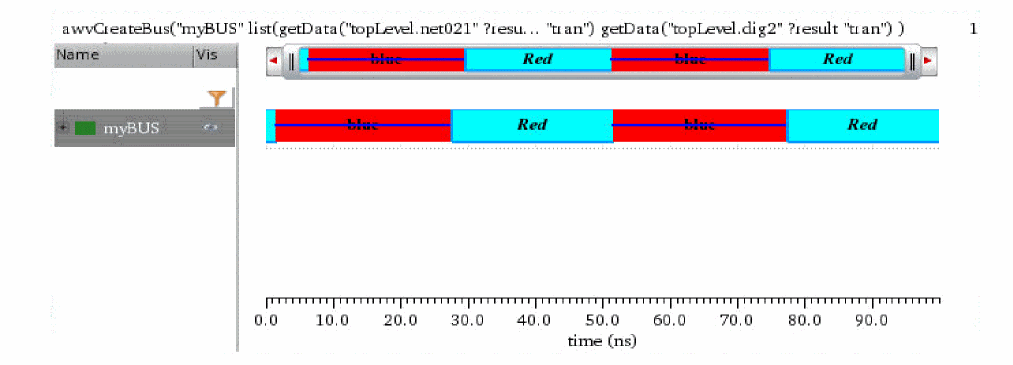 awvCreateBus("myBUS" list(getData("topLevel.net021" ?resu... "tran") getData("topLevel.dig2" ?result "tran") ) 1
Name Vis
blue Red blue Red
myBUS blue Red blue Red
0.0 10.0 20.0 30.0 40.0 50.0 60.0 70.0 80.0 90.0
time (ns)